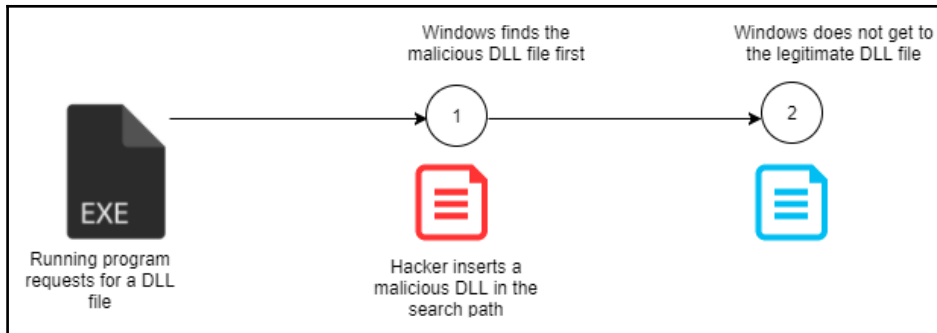 Windows finds the
malicious DLL file first
Windows does not get to
the legitimate DLL file
1
2
EXE
Running program
requests for a DLL
file
Hacker inserts a
malicious DLL in the
search path